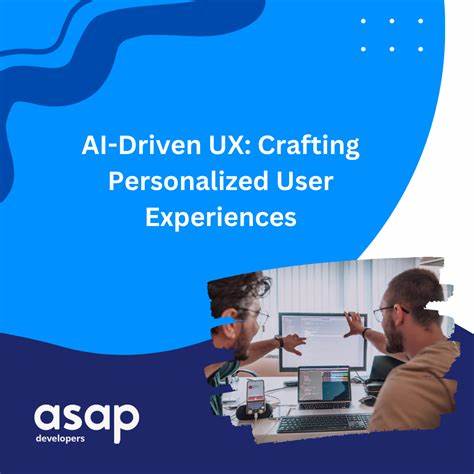 AI-Driven UX: Crafting
Personalized User
Experiences
asap
developers